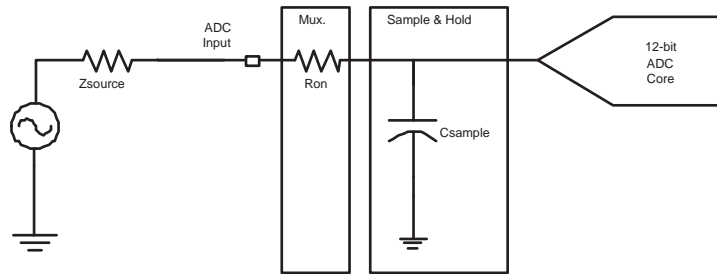 ADC
Input
Mux.
Sample & Hold
12-bit
ADC
Core
Zsource
Ron
Csample